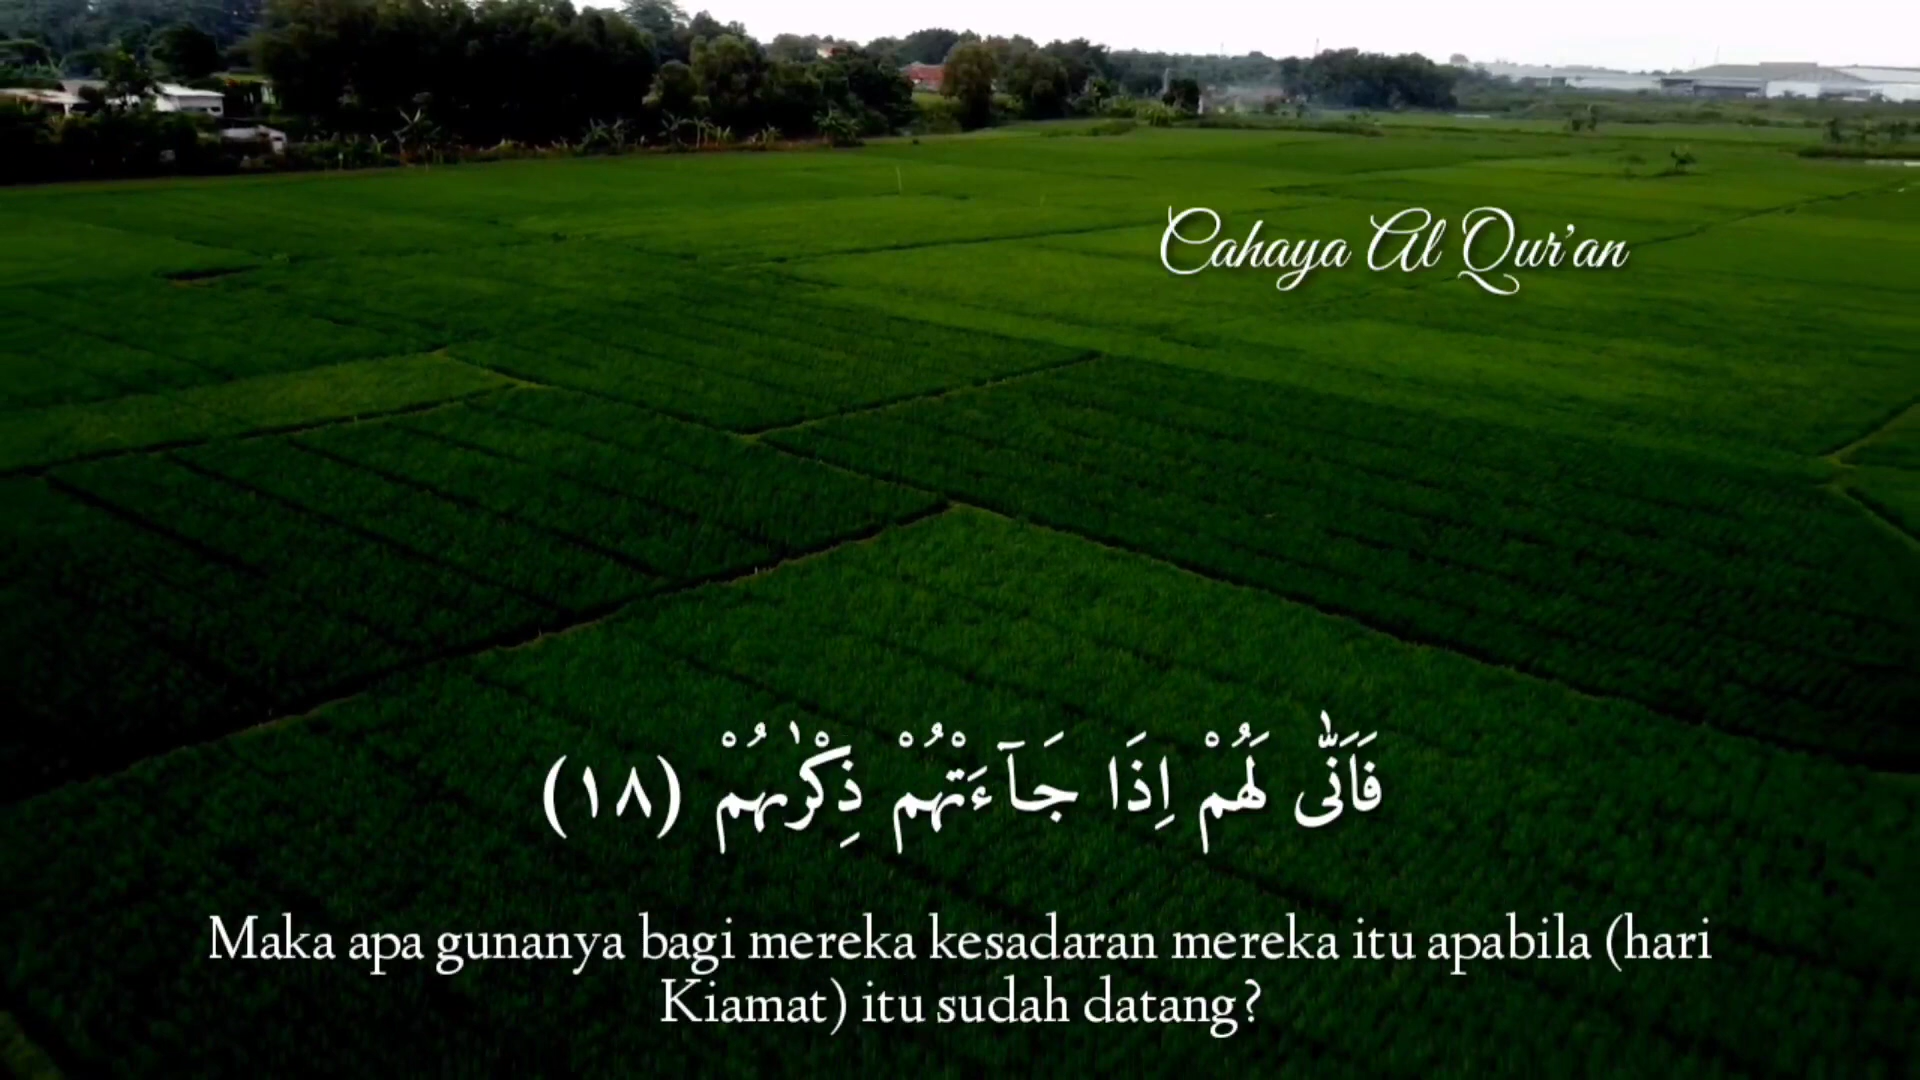 Cahaya Al Qur'an
فَاَنّٰى لَهُمْ اِذَا جَاۤءَتْهُمْ ذِكْرٰىهُمْ (١٨)
Maka apa gunanya bagi mereka kesadaran mereka itu apabila (hari
Kiamat) itu sudah datang?